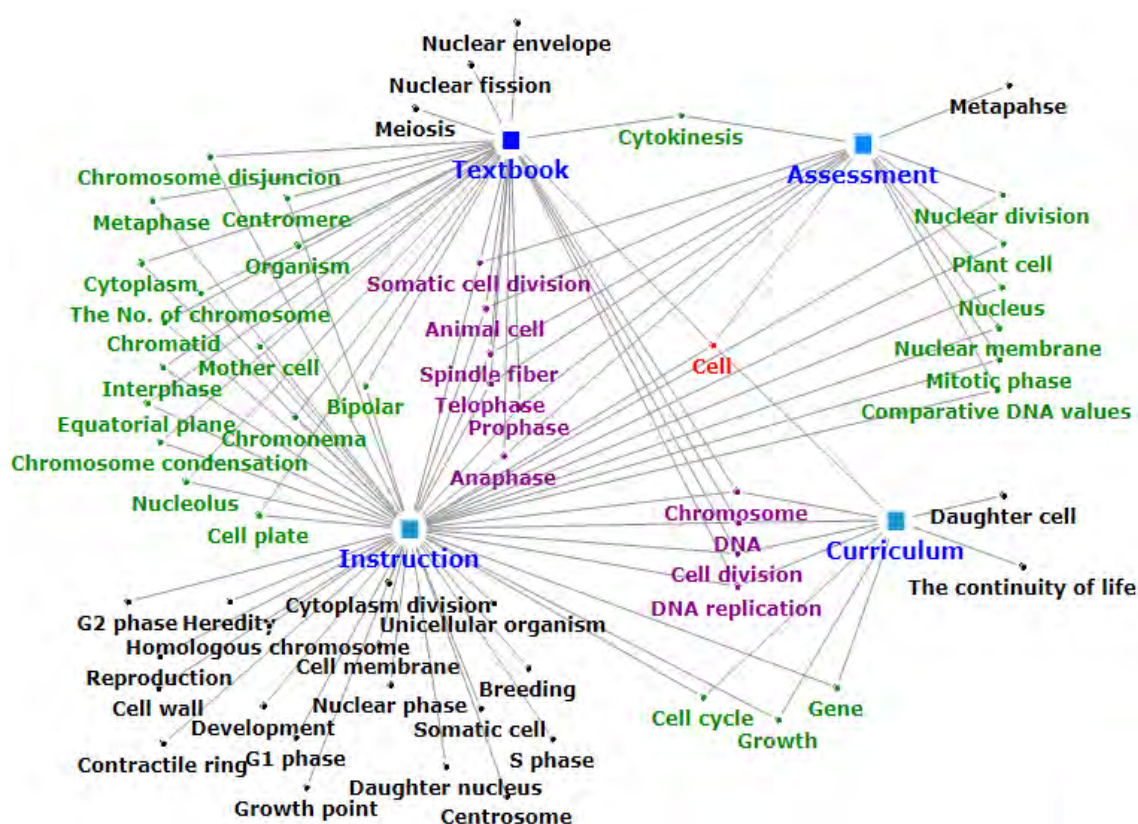 Nuclear envelope
Nuclear fission
Meiosis
Metapahse
Cytokinesis
Textbook
Assessment
Chromosome disjuncion
Metaphase
Centromere
Nuclear division
Organism
Plant cell
Cytoplasm
Somatic cell division
Nucleus
The No. of chromosome
Animal cell
Chromatid
Mother cell
Nuclear membrane
Cell
Spindle fiber
Mitotic phase
Interphase
Bipolar
Telophase
Comparative DNA values
Equatorial plane
Prophase
Chromonema
Chromosome condensation
Anaphase
Nucleolus
Chromosome
Daughter cell
Cell plate
DNA
Curriculum
Instruction
Cell division
The continuity of life
Cytoplasm division
DNA replication
G2 phase
Heredity
Unicellular organism
Homologous chromosome
Cell membrane
Reproduction
Breeding
Cell wall
Nuclear phase
Gene
Development
Somatic cell
Cell cycle
Growth
Contractile ring
G1 phase
S phase
Daughter nucleus
Growth point
Centrosome